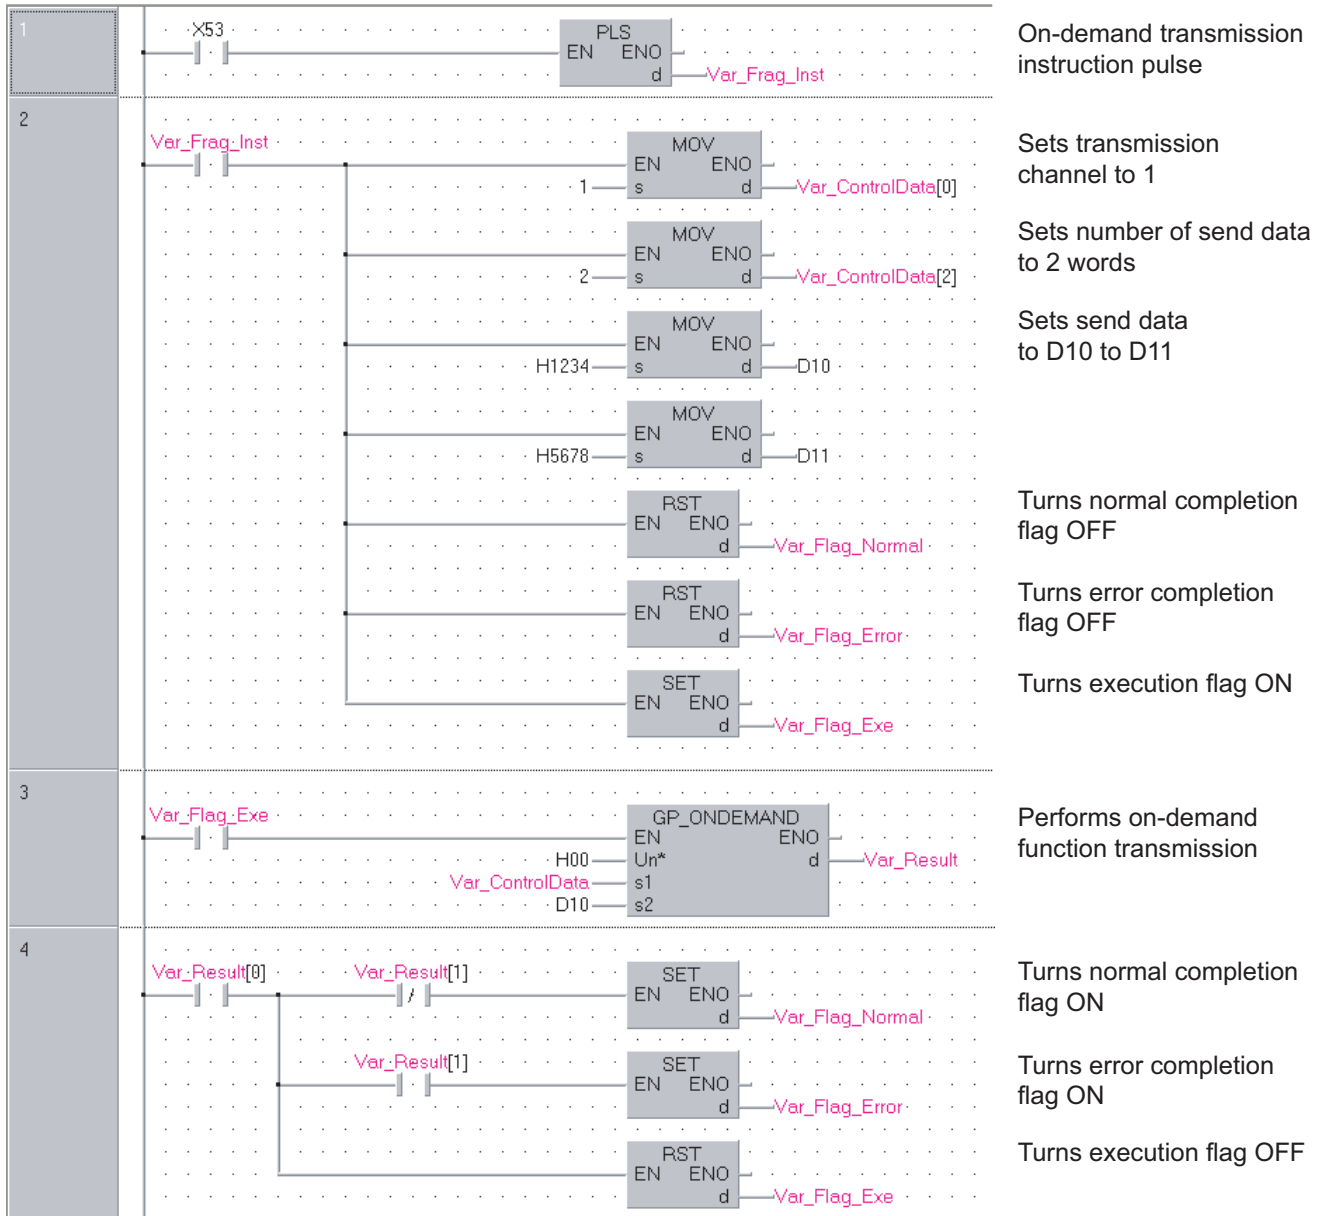 1
X53
PLS
EN ENO
d
Var_Frag_Inst
On-demand transmission
instruction pulse
2
Var_Frag_Inst
MOV
EN ENO
1 s d Var_ControlData[0]
Sets transmission
channel to 1
MOV
EN ENO
2 s d Var_ControlData[2]
Sets number of send data
to 2 words
MOV
EN ENO
H1234 s d D10
Sets send data
to D10 to D11
MOV
EN ENO
H5678 s d D11
RST
EN ENO
d Var_Flag_Normal
Turns normal completion
flag OFF
RST
EN ENO
d Var_Flag_Error
Turns error completion
flag OFF
SET
EN ENO
d Var_Flag_Exe
Turns execution flag ON
3
Var_Flag_Exe
GP_ONDEMAND
EN ENO
H00 Un* d Var_Result
Var_ControlData s1
D10 s2
Performs on-demand
function transmission
4
Var_Result[0] Var_Result[1]
SET
EN ENO
d Var_Flag_Normal
Turns normal completion
flag ON
Var_Result[1]
SET
EN ENO
d Var_Flag_Error
Turns error completion
flag ON
RST
EN ENO
d Var_Flag_Exe
Turns execution flag OFF